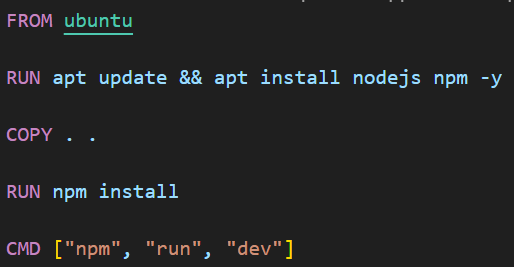 FROM ubuntu
RUN apt update && apt install nodejs npm -y
COPY . .
RUN npm install
CMD ["npm", "run", "dev"]